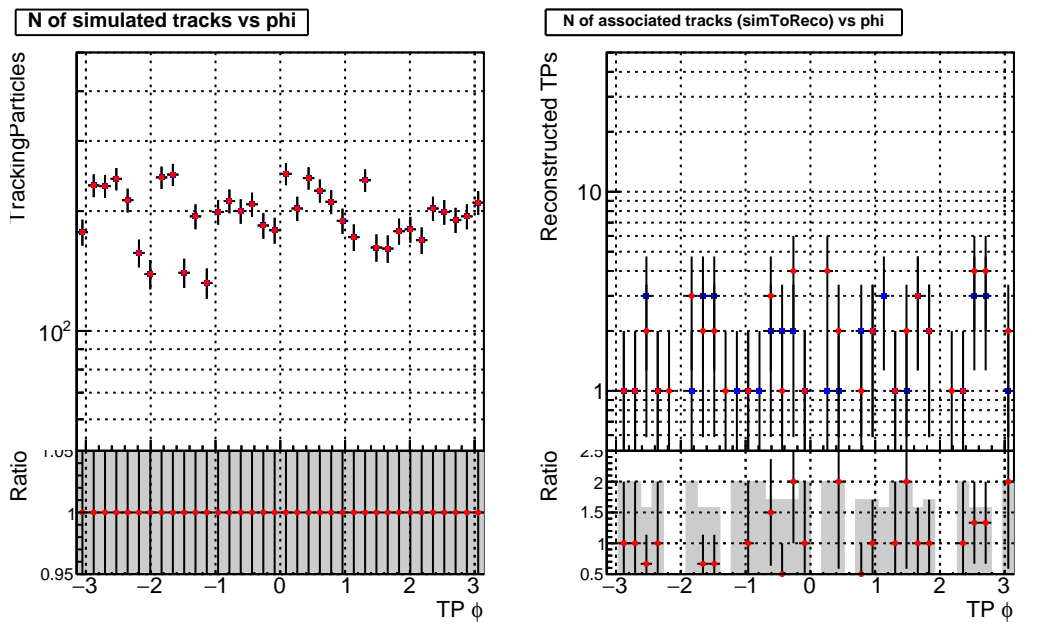 N of simulated tracks vs phi
TrackingParticles
10²
Ratio
1.05
1
0.95
−3 −2 −1 0 1 2 3
TP ϕ
N of associated tracks (simToReco) vs phi
Reconstructed TPs
10
1
Ratio
2.5
2
1.5
1
0.5
−3 −2 −1 0 1 2 3
TP ϕ